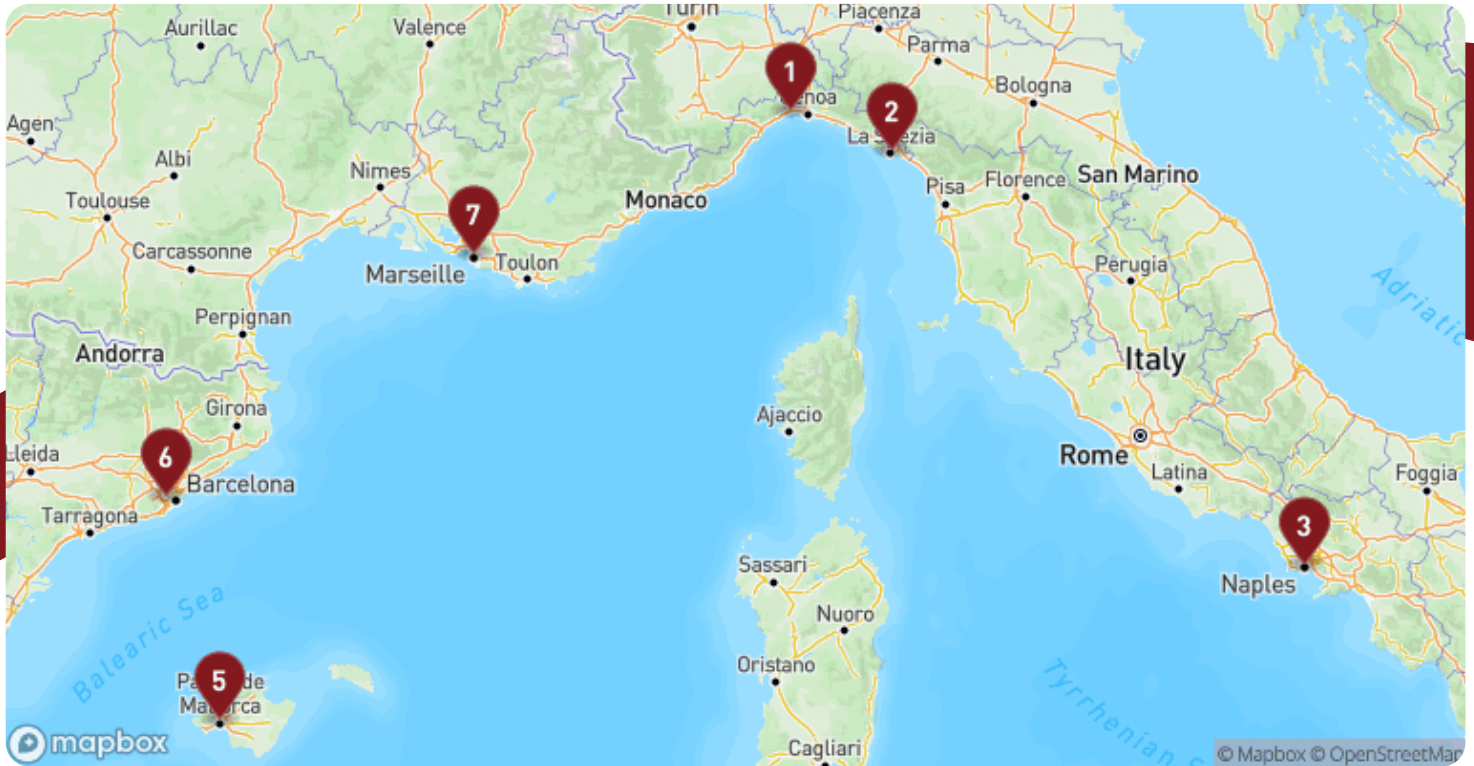 Turin
Piacenza
Aurillac
Valence
Parma
1
Bologna
2
Agen
La Spezia
Albi
Nimes
Pisa
Florence
San Marino
Toulouse
Monaco
7
Carcassonne
Marseille
Toulon
Perugia
Adriatic
Perpignan
Andorra
Italy
Girona
Ajaccio
6
Lleida
Barcelona
Rome
Latina
Foggia
Tarragona
3
Sassari
Naples
Balearic Sea
Nuoro
Oristano
5
Tyrrhenian S
Cagliari
mapbox
© Mapbox © OpenStreetMap